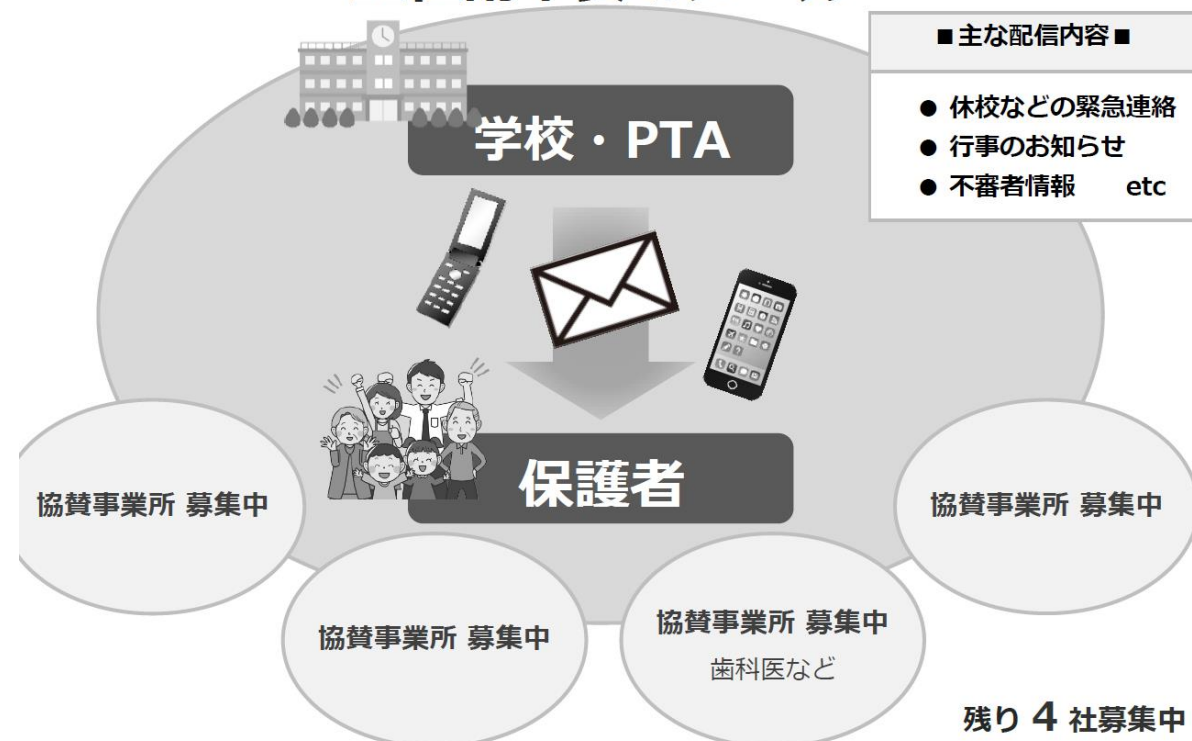 ■主な配信内容■
● 休校などの緊急連絡
● 行事のお知らせ
● 不審者情報　　etc
学校・PTA
保護者
協賛事業所 募集中
協賛事業所 募集中
協賛事業所 募集中
歯科医など
協賛事業所 募集中
残り 4 社募集中